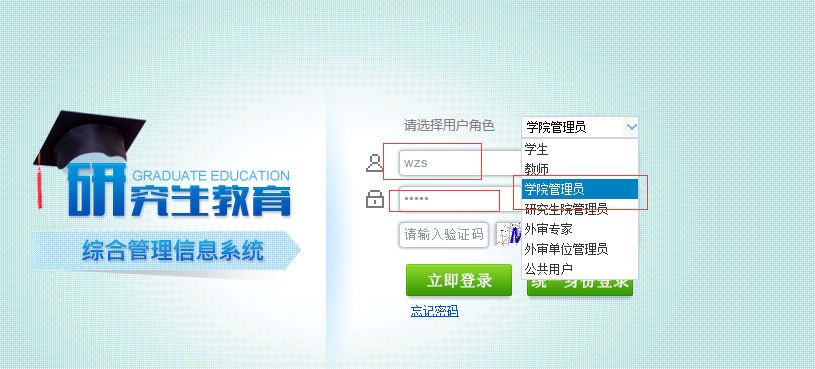 请选择用户角色
学院管理员
GRADUATE EDUCATION
研究生教育
综合管理信息系统
wzs
•••••
请输入验证码
学生
教师
学院管理员
研究生院管理员
外审专家
外审单位管理员
公共用户
立即登录
统一身份登录
忘记密码